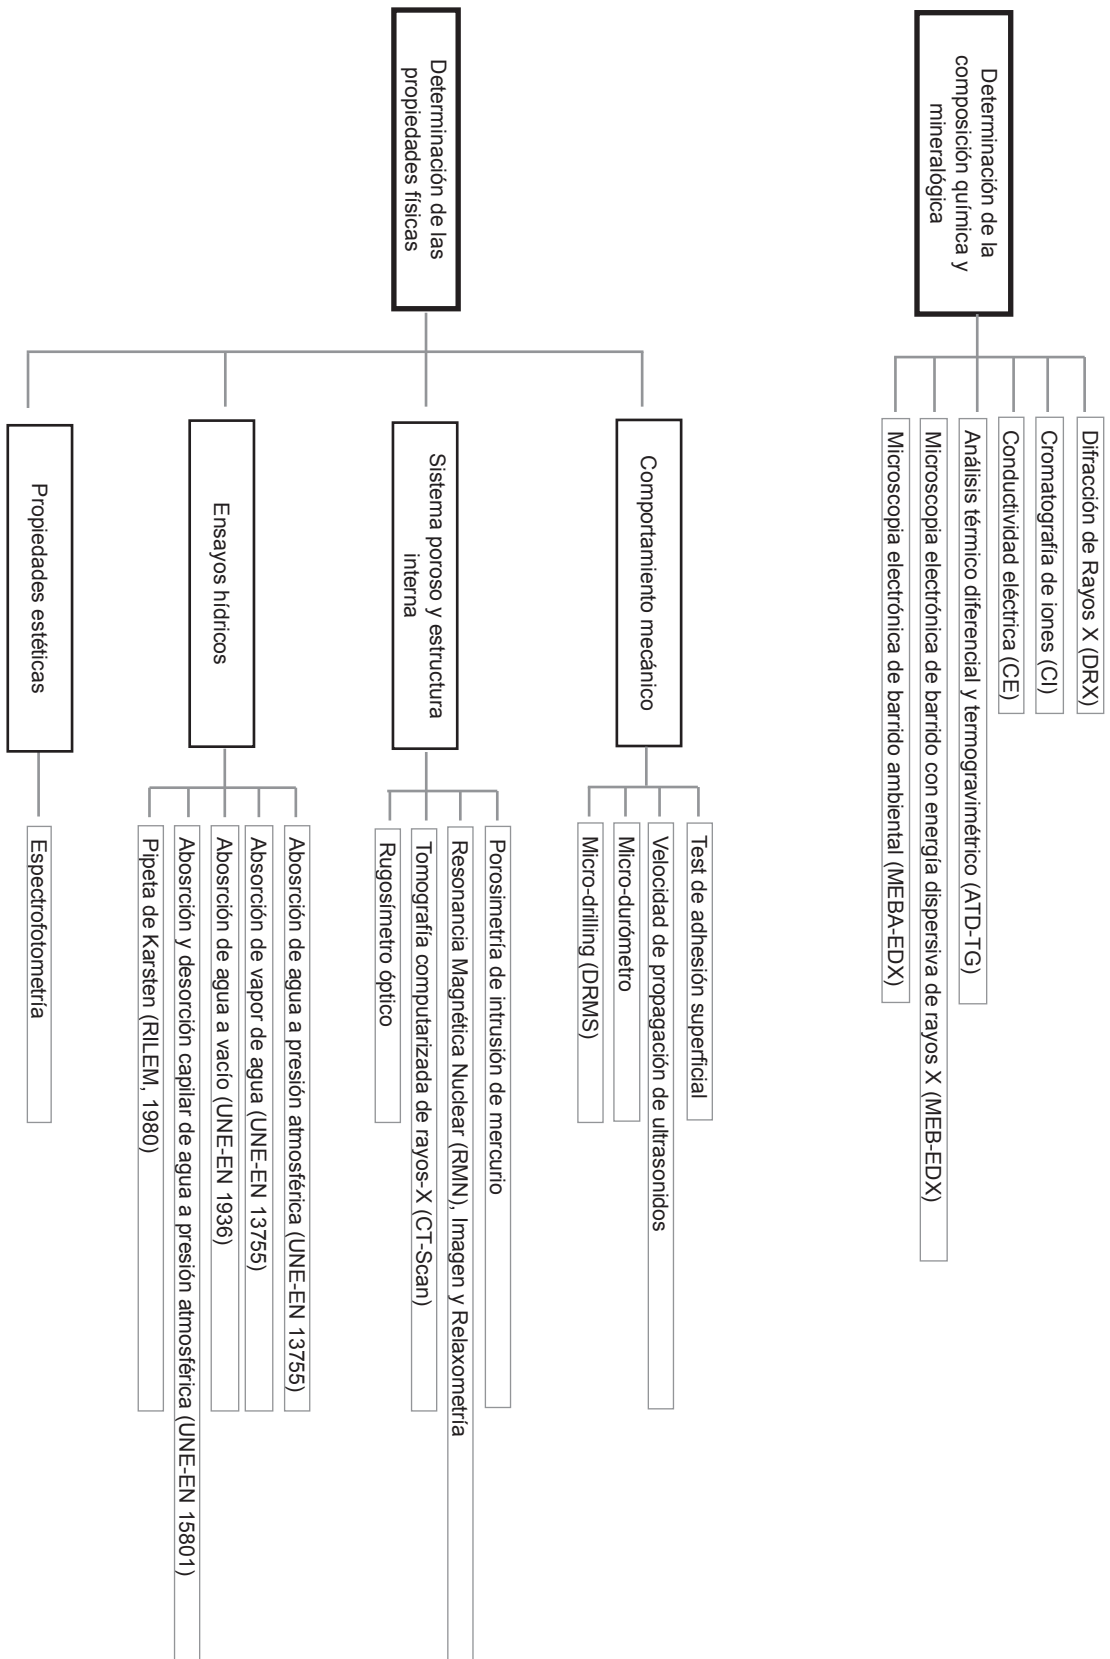 Determinación de la
composición química y
mineralógica
Difracción de Rayos X (DRX)
Cromatografía de iones (CI)
Conductividad eléctrica (CE)
Análisis térmico diferencial y termogravimétrico (ATD-TG)
Microscopia electrónica de barrido con energía dispersiva de rayos X (MEB-EDX)
Microscopia electrónica de barrido ambiental (MEBA-EDX)
Determinación de las
propiedades físicas
Comportamiento mecánico
Test de adhesión superficial
Velocidad de propagación de ultrasonidos
Micro-durómetro
Micro-drilling (DRMS)
Sistema poroso y estructura
interna
Porosimetría de intrusión de mercurio
Resonancia Magnética Nuclear (RMN), Imagen y Relaxometría
Tomografía computarizada de rayos-X (CT-Scan)
Rugosímetro óptico
Ensayos hídricos
Abosrción de agua a presión atmosférica (UNE-EN 13755)
Absorción de vapor de agua (UNE-EN 13755)
Abosrción de agua a vacío (UNE-EN 1936)
Abosrción y desorción capilar de agua a presión atmosférica (UNE-EN 15801)
Pipeta de Karsten (RILEM, 1980)
Propiedades estéticas
Espectrofotometría